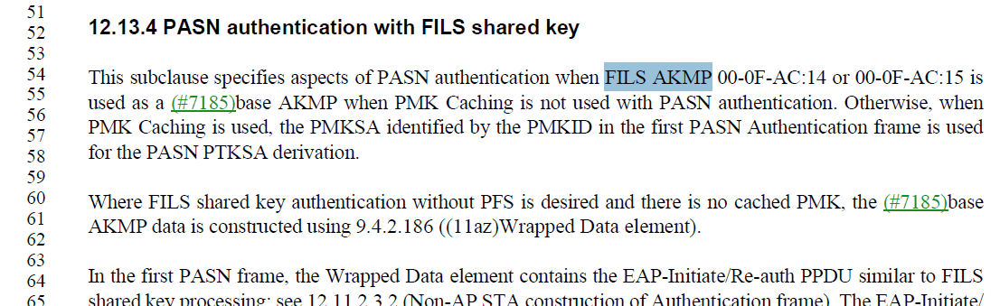 51
52 12.13.4 PASN authentication with FILS shared key
53
54 This subclause specifies aspects of PASN authentication when FILS AKMP 00-0F-AC:14 or 00-0F-AC:15 is
55 used as a (#7185)base AKMP when PMK Caching is not used with PASN authentication. Otherwise, when
56
57 PMK Caching is used, the PMKSA identified by the PMKID in the first PASN Authentication frame is used
58 for the PASN PTKSA derivation.
59
60 Where FILS shared key authentication without PFS is desired and there is no cached PMK, the (#7185)base
61 AKMP data is constructed using 9.4.2.186 ((11az)Wrapped Data element).
62
63
64 In the first PASN frame, the Wrapped Data element contains the EAP-Initiate/Re-auth PPDU similar to FILS
65 shared key processing; see 12.11.2.3.2 (Non-AP STA construction of Authentication frame). The EAP-Initiate/